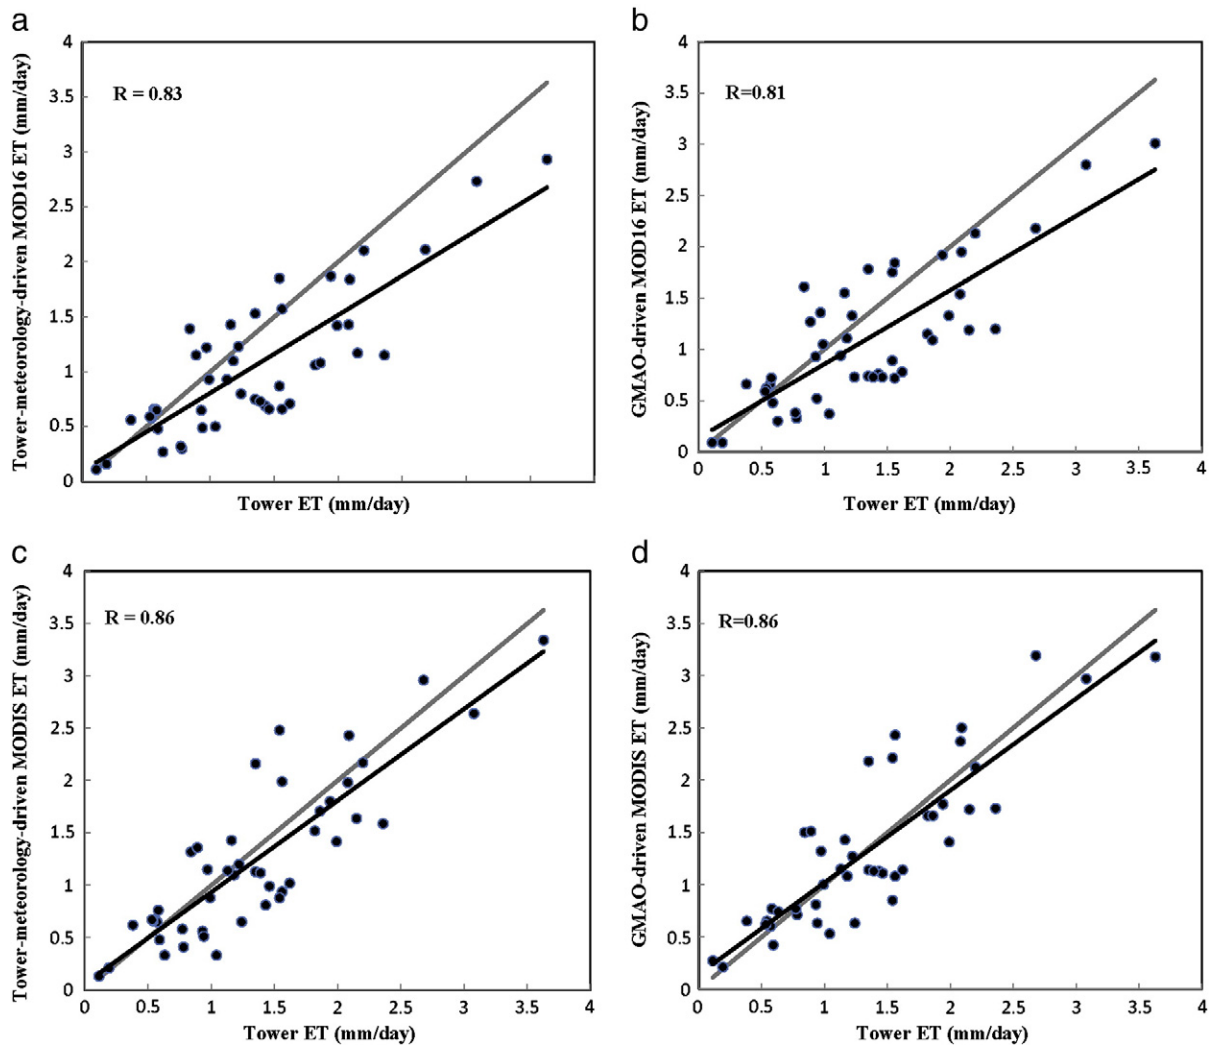 a
Tower-meteorology-driven MOD16 ET (mm/day)
4
3.5
3
2.5
2
1.5
1
0.5
0
R = 0.83
Tower ET (mm/day)
b
GMAO-driven MOD16 ET (mm/day)
4
3.5
3
2.5
2
1.5
1
0.5
0
R=0.81
0 0.5 1 1.5 2 2.5 3 3.5 4
Tower ET (mm/day)
c
Tower-meteorology-driven MODIS ET (mm/day)
4
3.5
3
2.5
2
1.5
1
0.5
0
R = 0.86
0 0.5 1 1.5 2 2.5 3 3.5 4
Tower ET (mm/day)
d
GMAO-driven MODIS ET (mm/day)
4
3.5
3
2.5
2
1.5
1
0.5
0
R=0.86
0 0.5 1 1.5 2 2.5 3 3.5 4
Tower ET (mm/day)